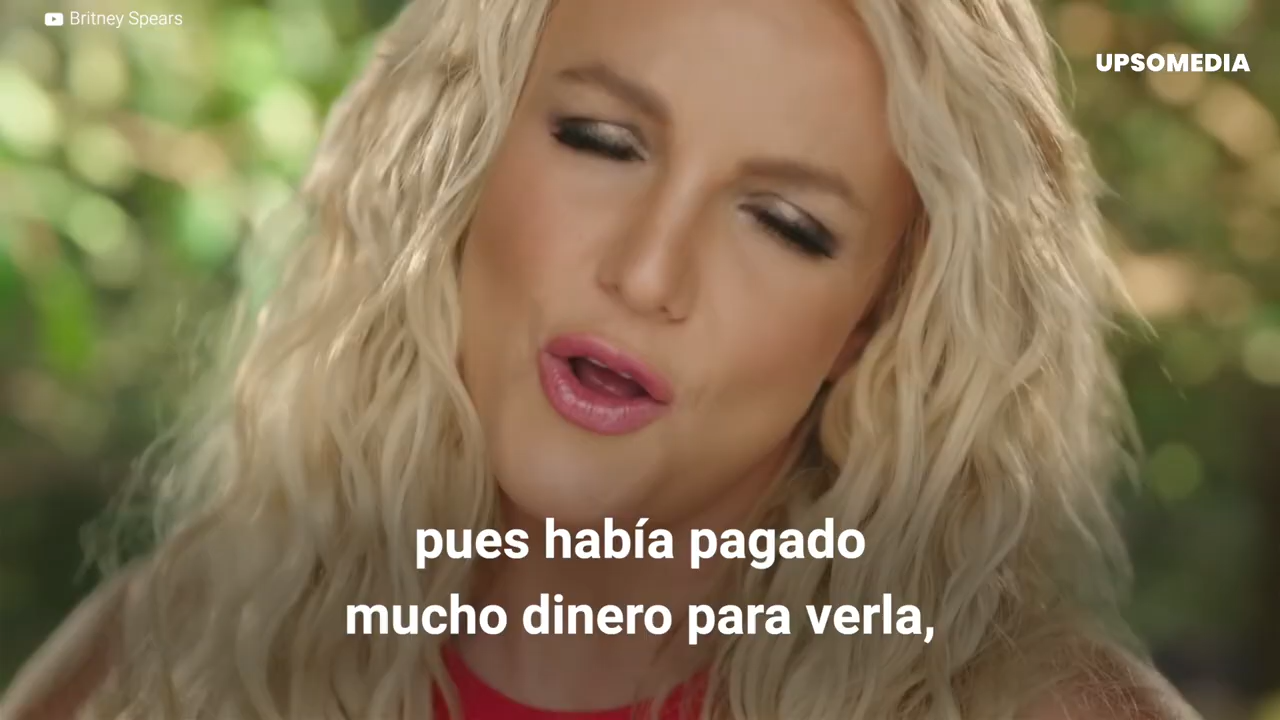 Britney Spears
UPSOMEDIA
pues había pagado
mucho dinero para verla,